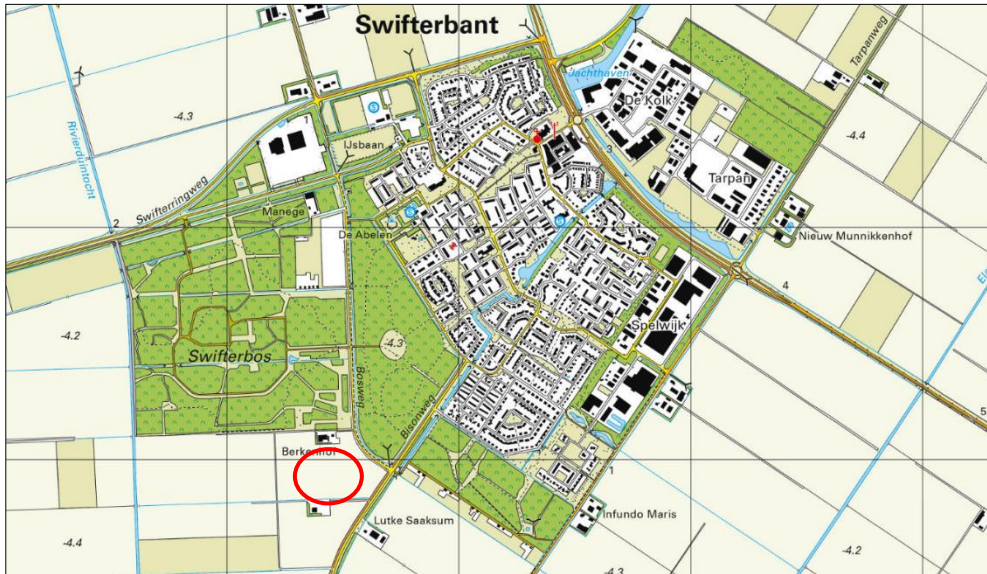 Swifterbant
Tarpanweg
Jachthaven
De Kolk
-4.3
Rivierduintocht
IJsbaan
-4.4
3
Tarpan
Swifterringweg
2
Manege
De Abelen
Nieuw Munnikkenhof
4
-4.2
Spelwijk
-4.3
Swifterbos
Bosweg
Bisonweg
5
Berkenhof
1
Lutke Saaksum
Infundo Maris
-4.4
-4.2
-4.3